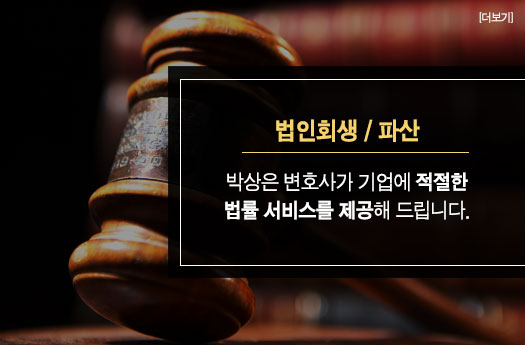 [더보기]
법인회생 / 파산
박상은 변호사가 기업에 적절한
법률 서비스를 제공해 드립니다.